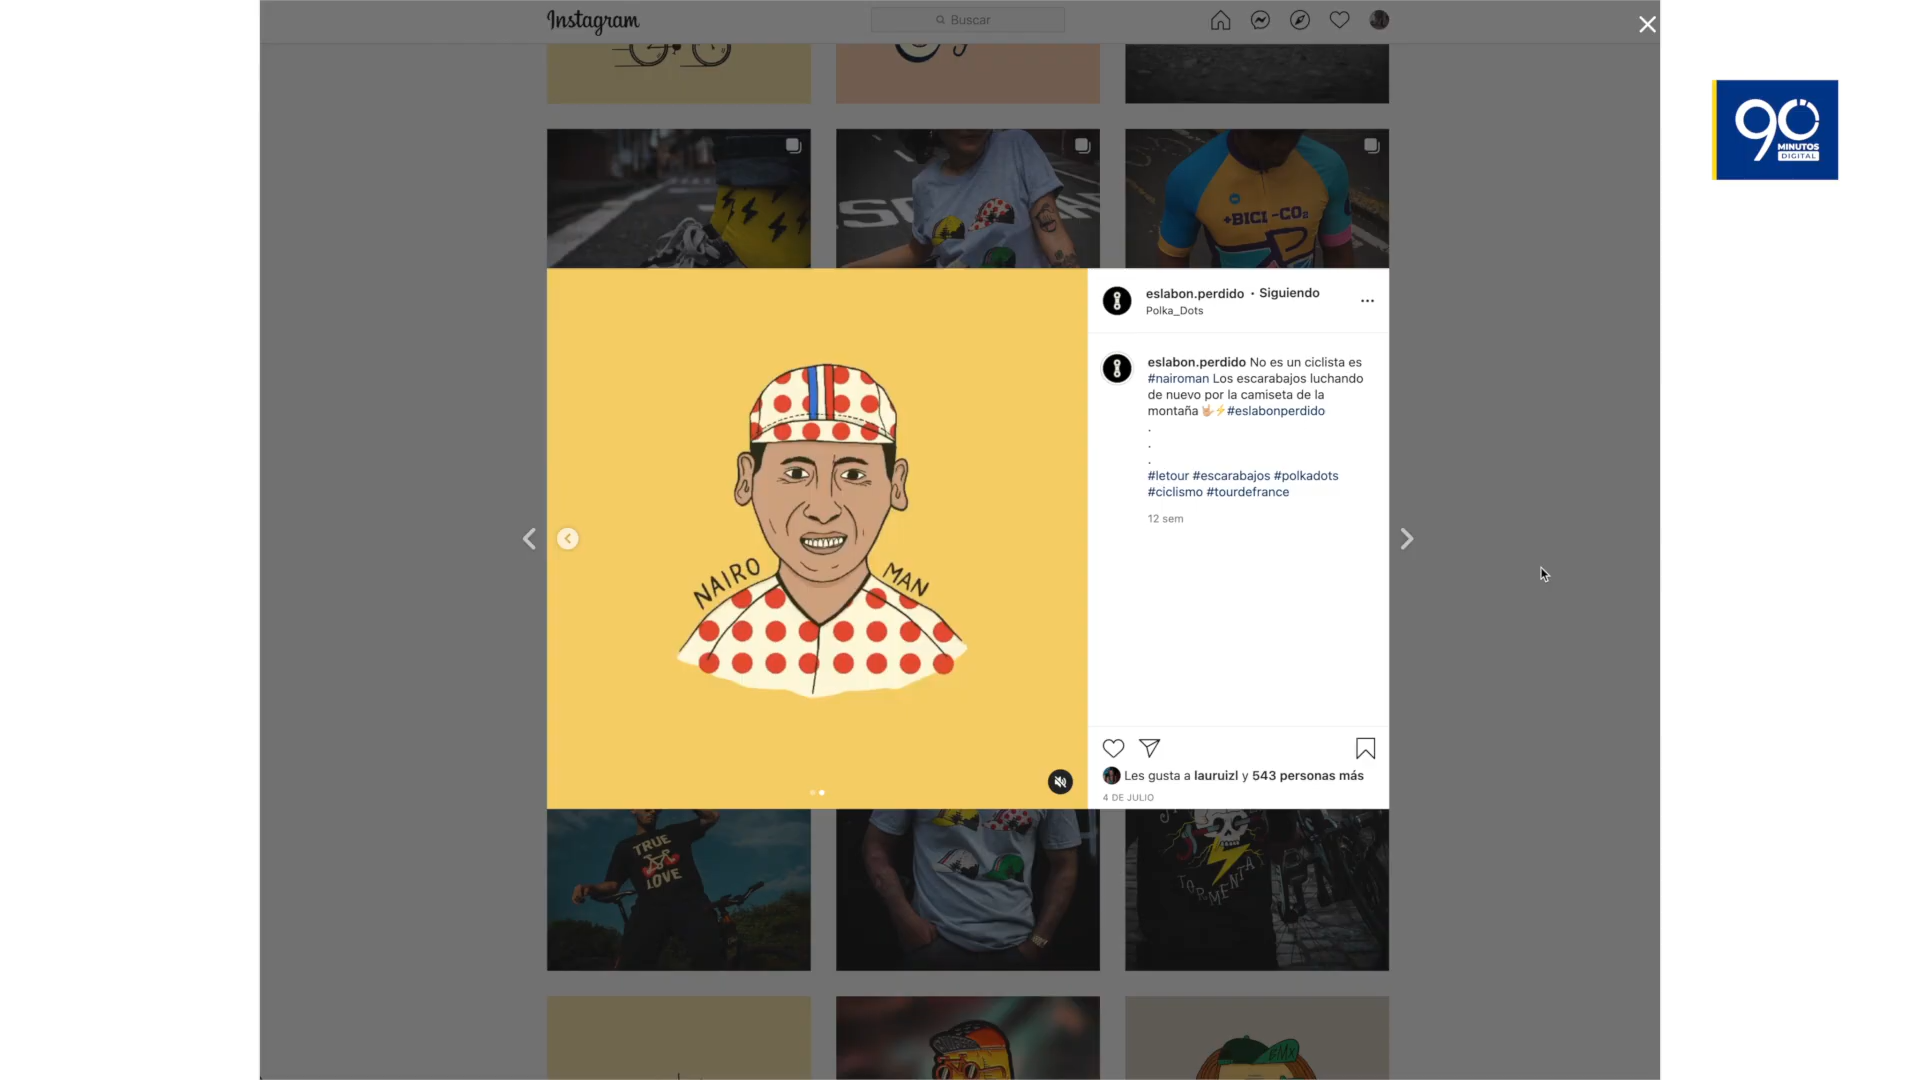 Instagram
Buscar
90
MINUTOS
DIGITAL
+BICI -CO₂
eslabon.perdido • Siguiendo
Polka_Dots
eslabon.perdido No es un ciclista es
#nairoman Los escarabajos luchando
de nuevo por la camiseta de la
montaña 🤘🏼⚡#eslabonperdido
.
.
.
#letour #escarabajos #polkadots
#ciclismo #tourdefrance
12 sem
NAIRO MAN
Les gusta a lauruizl y 543 personas más
4 DE JULIO
TRUE
LOVE
TORMENTA
BMX